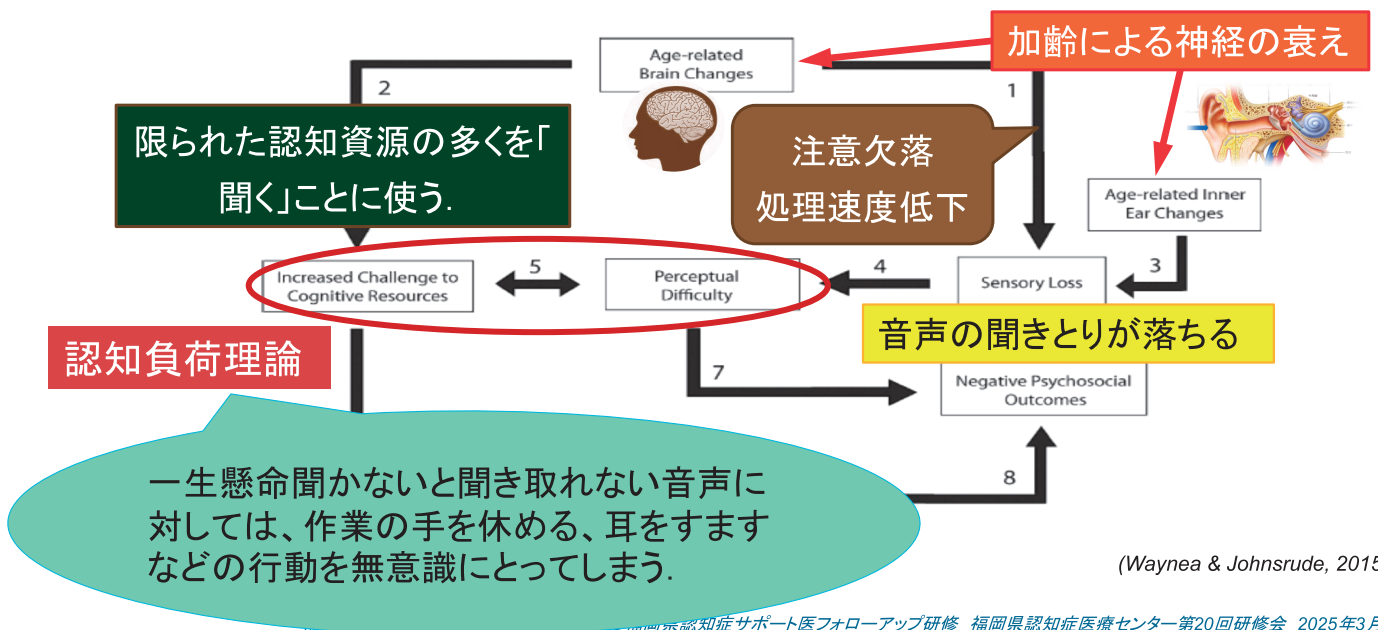 加齢による神経の衰え
Age-related
Brain Changes
2
1
限られた認知資源の多くを「
聞く」ことに使う.
注意欠落
処理速度低下
Age-related Inner
Ear Changes
Increased Challenge to
Cognitive Resources
5
Perceptual
Difficulty
4
Sensory Loss
3
音声の聞きとりが落ちる
認知負荷理論
7
Negative Psychosocial
Outcomes
一生懸命聞かないと聞き取れない音声に
対しては、作業の手を休める、耳をすます
などの行動を無意識にとってしまう.
8
(Waynea & Johnsrude, 2015
福岡県認知症サポート医フォローアップ研修 福岡県認知症医療センター第20回研修会 2025年3月